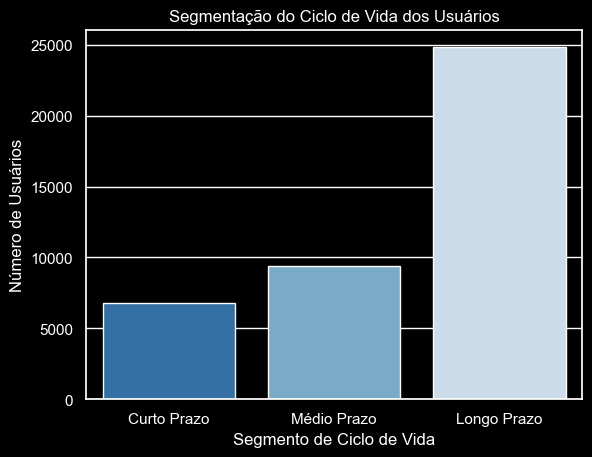 Segmentação do Ciclo de Vida dos Usuários
Número de Usuários
25000
20000
15000
10000
5000
0
Curto Prazo
Médio Prazo
Longo Prazo
Segmento de Ciclo de Vida